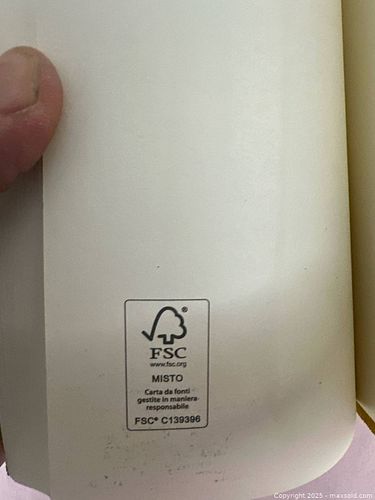 ®
FSC
www.fsc.org
MISTO
Carta da fonti
gestite in maniera
responsabile
FSC® C139396
Copyright 2025 - maxsold.com